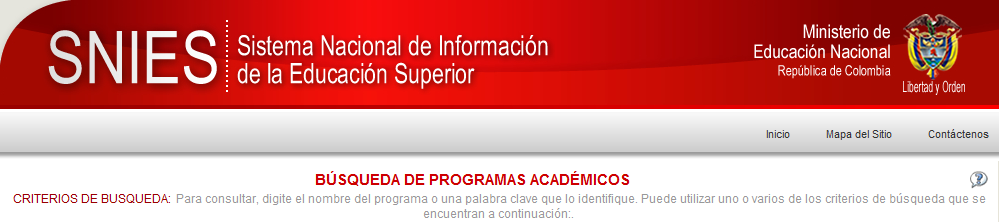 SNIES
Sistema Nacional de Información
de la Educación Superior
Ministerio de
Educación Nacional
República de Colombia
Libertad y Orden
Inicio Mapa del Sitio Contáctenos
BÚSQUEDA DE PROGRAMAS ACADÉMICOS
?
CRITERIOS DE BUSQUEDA: Para consultar, digite el nombre del programa o una palabra clave que lo identifique. Puede utilizar uno o varios de los criterios de búsqueda que se
encuentran a continuación:.